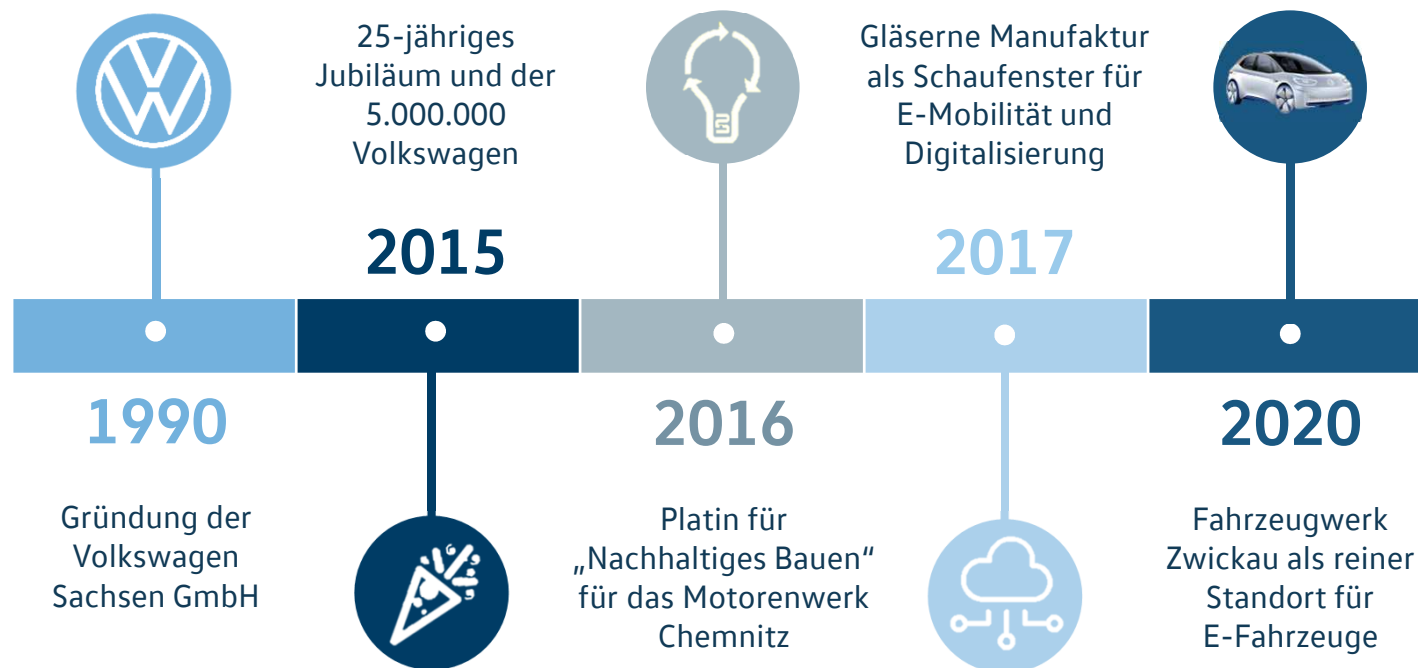 1990
Gründung der
Volkswagen
Sachsen GmbH
25-jähriges
Jubiläum und der
5.000.000
Volkswagen
2015
2016
Platin für
„Nachhaltiges Bauen“
für das Motorenwerk
Chemnitz
Gläserne Manufaktur
als Schaufenster für
E-Mobilität und
Digitalisierung
2017
2020
Fahrzeugwerk
Zwickau als reiner
Standort für
E-Fahrzeuge